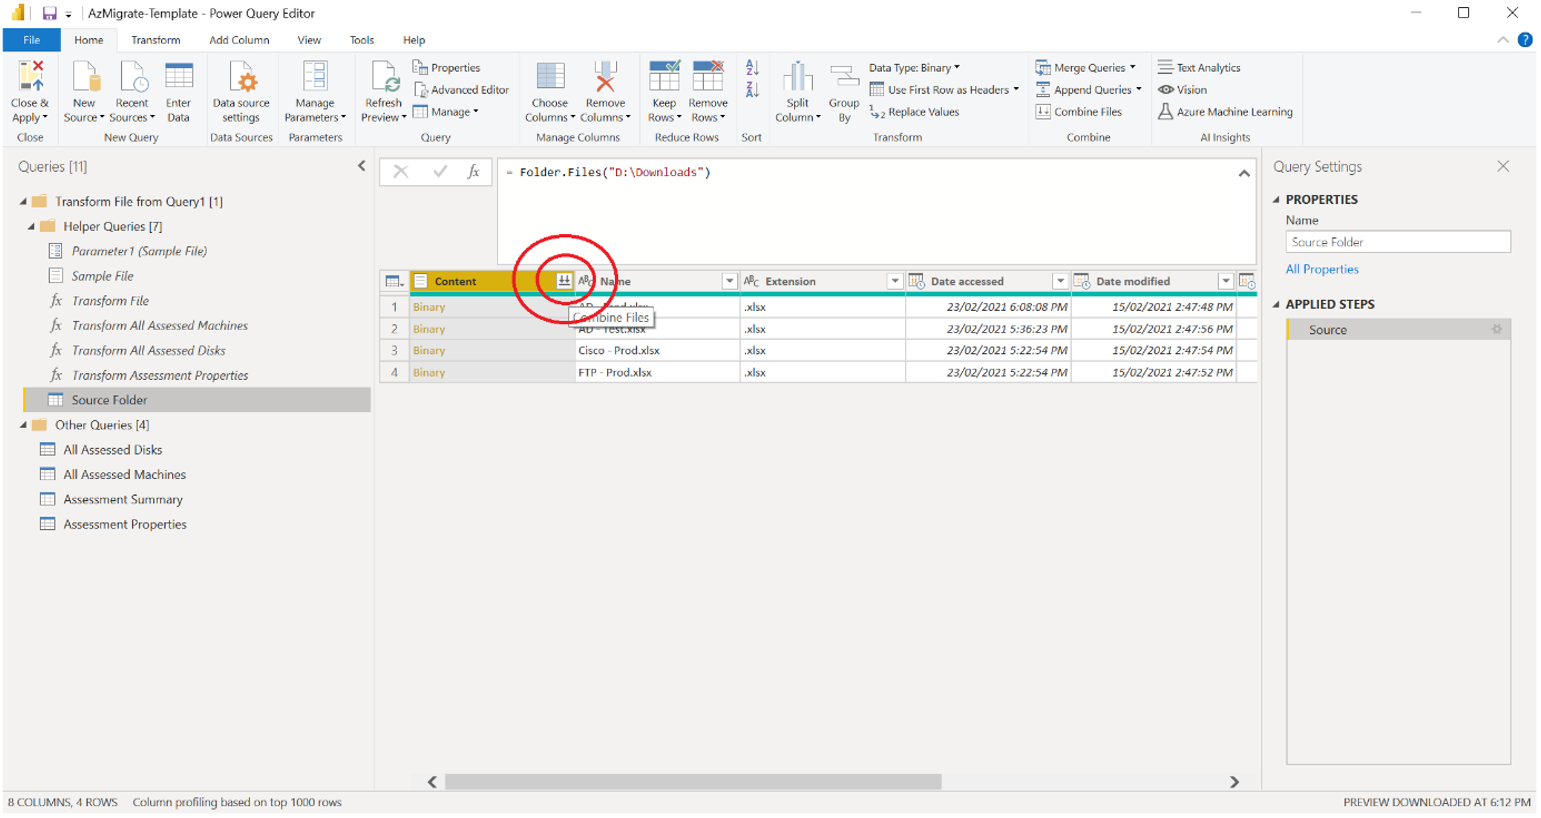 AzMigrate-Template - Power Query Editor
File Home Transform Add Column View Tools Help
Close & Apply
New Source
Recent Sources
Enter Data
Data source settings
Manage Parameters
Refresh Preview
Properties
Advanced Editor
Manage
Choose Columns
Remove Columns
Keep Rows
Remove Rows
Split Column
Group By
Data Type: Binary
Use First Row as Headers
Replace Values
Merge Queries
Append Queries
Combine Files
Text Analytics
Vision
Azure Machine Learning
Close New Query Data Sources Parameters Query Manage Columns Reduce Rows Sort Transform Combine AI Insights
Queries [11]
Transform File from Query1 [1]
Helper Queries [7]
Parameter1 (Sample File)
Sample File
fx Transform File
fx Transform All Assessed Machines
fx Transform All Assessed Disks
fx Transform Assessment Properties
Source Folder
Other Queries [4]
All Assessed Disks
All Assessed Machines
Assessment Summary
Assessment Properties
fx = Folder.Files("D:\Downloads")
Content ABC Name ABC Extension Date accessed Date modified
1 Binary .xlsx 23/02/2021 6:08:08 PM 15/02/2021 2:47:48 PM
Combine Files
2 Binary AD - Test.xlsx .xlsx 23/02/2021 5:36:23 PM 15/02/2021 2:47:56 PM
3 Binary Cisco - Prod.xlsx .xlsx 23/02/2021 5:22:54 PM 15/02/2021 2:47:54 PM
4 Binary FTP - Prod.xlsx .xlsx 23/02/2021 5:22:54 PM 15/02/2021 2:47:52 PM
Query Settings
PROPERTIES
Name
Source Folder
All Properties
APPLIED STEPS
Source
8 COLUMNS, 4 ROWS Column profiling based on top 1000 rows
PREVIEW DOWNLOADED AT 6:12 PM